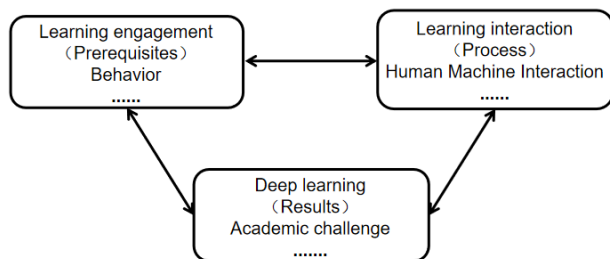 Learning engagement
（Prerequisites）
Behavior
......
Learning interaction
（Process）
Human Machine Interaction
......
Deep learning
（Results）
Academic challenge
.......